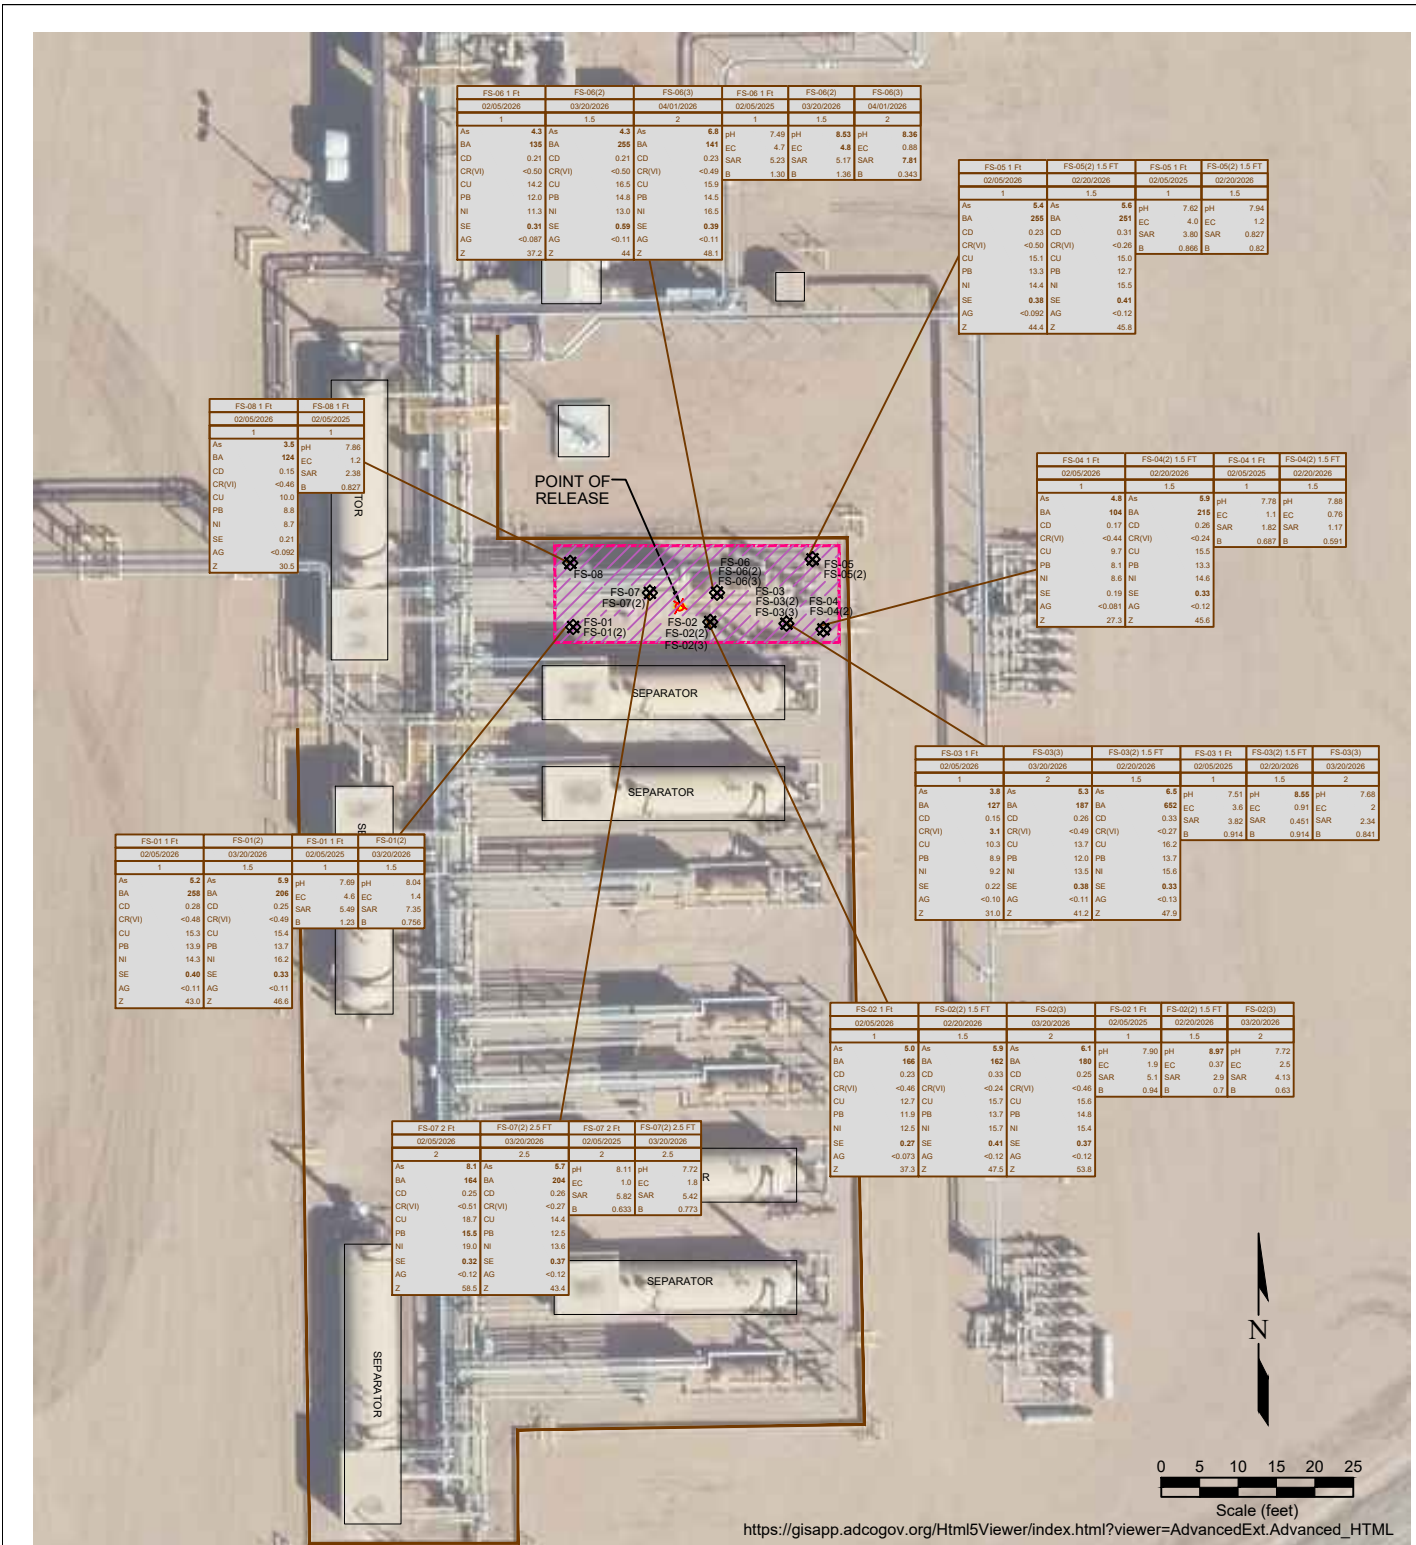 FS-06 1 Ft FS-06(2) FS-06(3) FS-06 1 Ft FS-06(2) FS-06(3)
02/05/2026 03/20/2026 04/01/2026 02/05/2025 03/20/2026 04/01/2026
1 1.5 2 1 1.5 2
As 4.3 As 4.3 As 6.8 pH 7.49 pH 8.53 pH 8.36
BA 135 BA 255 BA 141 EC 4.7 EC 4.8 EC 0.88
CD 0.21 CD 0.21 CD 0.23 SAR 5.23 SAR 5.17 SAR 7.81
CR(VI) <0.50 CR(VI) <0.50 CR(VI) <0.49 B 1.30 B 1.36 B 0.343
CU 14.2 CU 16.5 CU 15.9
PB 12.0 PB 14.8 PB 14.5
NI 11.3 NI 13.0 NI 16.5
SE 0.31 SE 0.59 SE 0.39
AG <0.087 AG <0.11 AG <0.11
Z 37.2 Z 44 Z 48.1
FS-05 1 Ft FS-05(2) 1.5 FT FS-05 1 Ft FS-05(2) 1.5 FT
02/05/2026 02/20/2026 02/05/2025 02/20/2026
1 1.5 1 1.5
As 5.4 As 5.6 pH 7.62 pH 7.94
BA 255 BA 251 EC 4.0 EC 1.2
CD 0.23 CD 0.31 SAR 3.80 SAR 0.827
CR(VI) <0.50 CR(VI) <0.26 B 0.866 B 0.82
CU 15.1 CU 15.0
PB 13.3 PB 12.7
NI 14.4 NI 15.5
SE 0.38 SE 0.41
AG <0.092 AG <0.12
Z 44.4 Z 45.8
FS-08 1 Ft FS-08 1 Ft
02/05/2026 02/05/2025
1 1
As 3.5 pH 7.86
BA 124 EC 1.2
CD 0.15 SAR 2.38
CR(VI) <0.46 B 0.827
CU 10.0
PB 8.8
NI 8.7
SE 0.21
AG <0.092
Z 30.5
TOR
POINT OF
RELEASE
FS-04 1 Ft FS-04(2) 1.5 FT FS-04 1 Ft FS-04(2) 1.5 FT
02/05/2026 02/20/2026 02/05/2025 02/20/2026
1 1.5 1 1.5
As 4.8 As 5.9 pH 7.78 pH 7.88
BA 104 BA 215 EC 1.1 EC 0.76
CD 0.17 CD 0.26 SAR 1.82 SAR 1.17
CR(VI) <0.44 CR(VI) <0.24 B 0.687 B 0.591
CU 9.7 CU 15.5
PB 8.1 PB 13.3
NI 8.6 NI 14.6
SE 0.19 SE 0.33
AG <0.081 AG <0.12
Z 27.3 Z 45.6
FS-08
FS-06
FS-06(2)
FS-06(3)
FS-05
FS-05(2)
FS-07
FS-07(2)
FS-03
FS-03(2)
FS-03(3)
FS-04
FS-04(2)
FS-01
FS-01(2)
FS-02
FS-02(2)
FS-02(3)
SEPARATOR
SEPARATOR
FS-03 1 Ft FS-03(3) FS-03(2) 1.5 FT FS-03 1 Ft FS-03(2) 1.5 FT FS-03(3)
02/05/2026 03/20/2026 02/20/2026 02/05/2025 02/20/2026 03/20/2026
1 2 1.5 1 1.5 2
As 3.8 As 5.3 As 6.5 pH 7.51 pH 8.55 pH 7.68
BA 127 BA 187 BA 652 EC 3.6 EC 0.91 EC 2
CD 0.15 CD 0.26 CD 0.33 SAR 3.82 SAR 0.451 SAR 2.34
CR(VI) 3.1 CR(VI) <0.49 CR(VI) <0.27 B 0.914 B 0.914 B 0.841
CU 10.3 CU 13.7 CU 16.2
PB 8.9 PB 12.0 PB 13.7
NI 9.2 NI 13.5 NI 15.6
SE 0.22 SE 0.38 SE 0.33
AG <0.10 AG <0.11 AG <0.13
Z 31.0 Z 41.2 Z 47.9
SE
FS-01 1 Ft FS-01(2) FS-01 1 Ft FS-01(2)
02/05/2026 03/20/2026 02/05/2025 03/20/2026
1 1.5 1 1.5
As 5.2 As 5.9 pH 7.69 pH 8.04
BA 258 BA 206 EC 4.6 EC 1.4
CD 0.28 CD 0.25 SAR 5.49 SAR 7.35
CR(VI) <0.48 CR(VI) <0.49 B 1.23 B 0.756
CU 15.3 CU 15.4
PB 13.9 PB 13.7
NI 14.3 NI 16.2
SE 0.40 SE 0.33
AG <0.11 AG <0.11
Z 43.0 Z 46.6
FS-02 1 Ft FS-02(2) 1.5 FT FS-02(3) FS-02 1 Ft FS-02(2) 1.5 FT FS-02(3)
02/05/2026 02/20/2026 03/20/2026 02/05/2025 02/20/2026 03/20/2026
1 1.5 2 1 1.5 2
As 5.0 As 5.9 As 6.1 pH 7.90 pH 8.97 pH 7.72
BA 166 BA 162 BA 180 EC 1.9 EC 0.37 EC 2.5
CD 0.23 CD 0.33 CD 0.25 SAR 5.1 SAR 2.9 SAR 4.13
CR(VI) <0.46 CR(VI) <0.24 CR(VI) <0.46 B 0.94 B 0.7 B 0.63
CU 12.7 CU 15.7 CU 15.6
PB 11.9 PB 13.7 PB 14.8
NI 12.5 NI 15.7 NI 15.4
SE 0.27 SE 0.41 SE 0.37
AG <0.073 AG <0.12 AG <0.12
Z 37.3 Z 47.5 Z 53.8
FS-07 2 Ft FS-07(2) 2.5 FT FS-07 2 Ft FS-07(2) 2.5 FT
02/05/2026 03/20/2026 02/05/2025 03/20/2026
2 2.5 2 2.5
As 8.1 As 5.7 pH 8.11 pH 7.72
BA 164 BA 204 EC 1.0 EC 1.8
CD 0.25 CD 0.26 SAR 5.82 SAR 5.42
CR(VI) <0.51 CR(VI) <0.27 B 0.633 B 0.773
CU 18.7 CU 14.4
PB 15.5 PB 12.5
NI 19.0 NI 13.6
SE 0.32 SE 0.37
AG <0.12 AG <0.12
Z 58.5 Z 43.4
R
SEPARATOR
SEPARATOR
N
0 5 10 15 20 25
Scale (feet)
https://gisapp.adcogov.org/Html5Viewer/index.html?viewer=AdvancedExt.Advanced_HTML